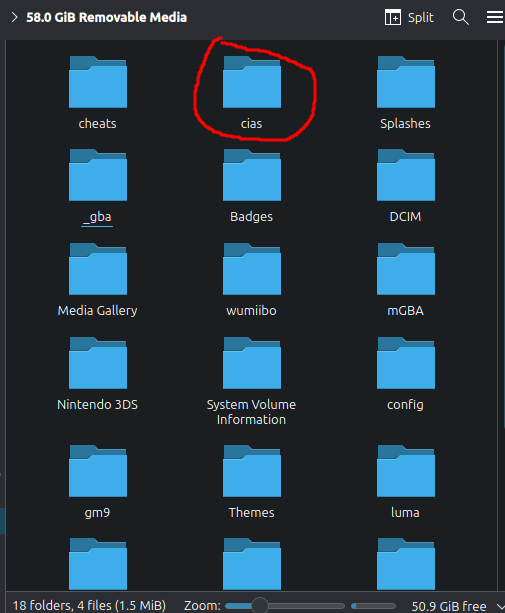 58.0 GiB Removable Media
Split
cheats
cias
Splashes
_gba
Badges
DCIM
Media Gallery
wumiibo
mGBA
Nintendo 3DS
System Volume
Information
config
gm9
Themes
luma
18 folders, 4 files (1.5 MiB)
Zoom:
50.9 GiB free